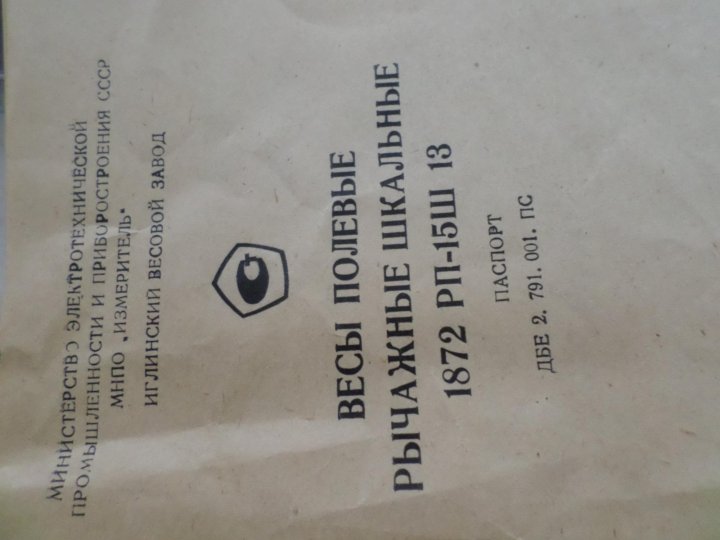 МИНИСТЕРСТВО ЭЛЕКТРОТЕХНИЧЕСКОЙ
ПРОМЫШЛЕННОСТИ И ПРИБОРОСТРОЕНИЯ СССР
МНПО „ИЗМЕРИТЕЛЬ“
ИГЛИНСКИЙ ВЕСОВОЙ ЗАВОД
ВЕСЫ ПОЛЕВЫЕ
РЫЧАЖНЫЕ ШКАЛЬНЫЕ
1872 РП-15Ш 13
ПАСПОРТ
ДБЕ 2. 791. 001. ПС